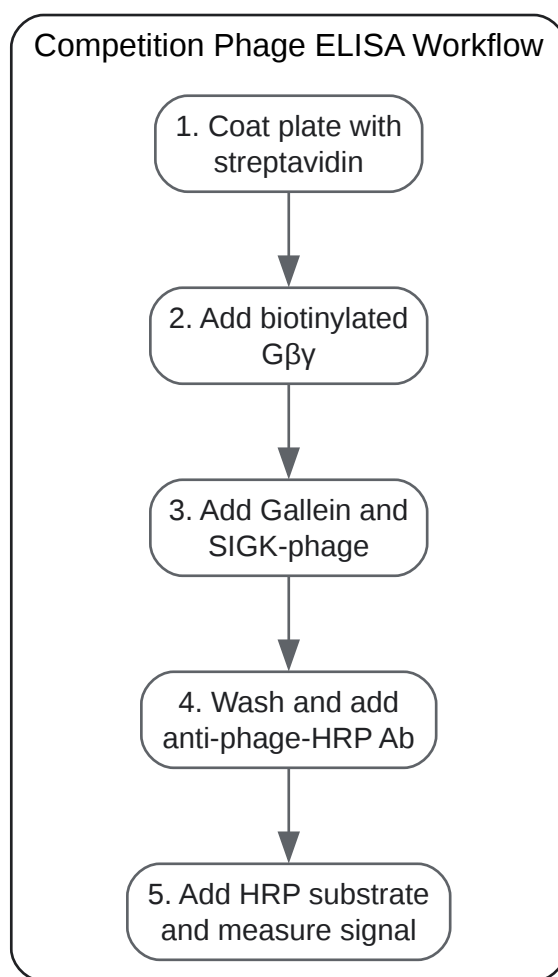 Competition Phage ELISA Workflow
1. Coat plate with
streptavidin
2. Add biotinylated
Gβγ
3. Add Gallein and
SIGK-phage
4. Wash and add
anti-phage-HRP Ab
5. Add HRP substrate
and measure signal